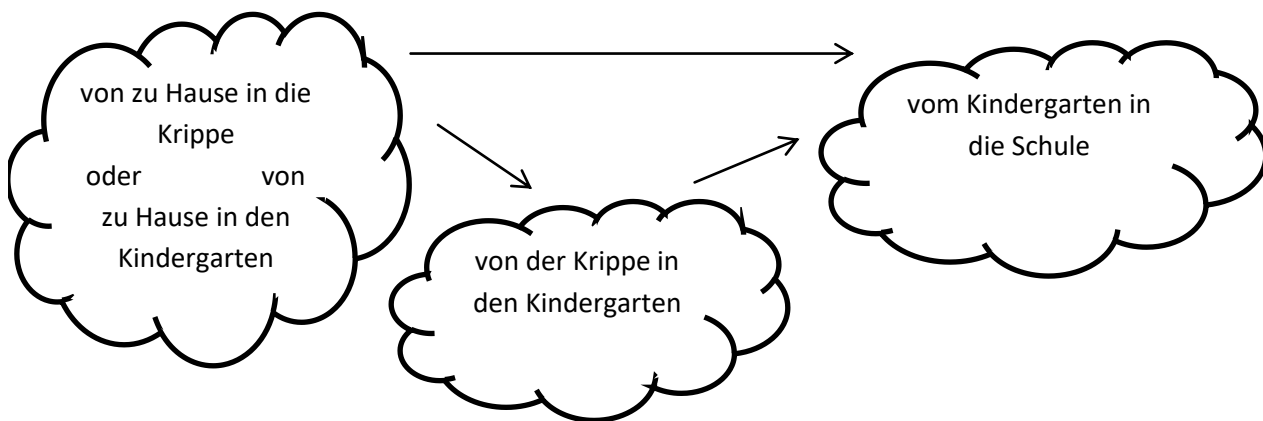 von zu Hause in die
Krippe
oder von
zu Hause in den
Kindergarten
von der Krippe in
den Kindergarten
vom Kindergarten in
die Schule